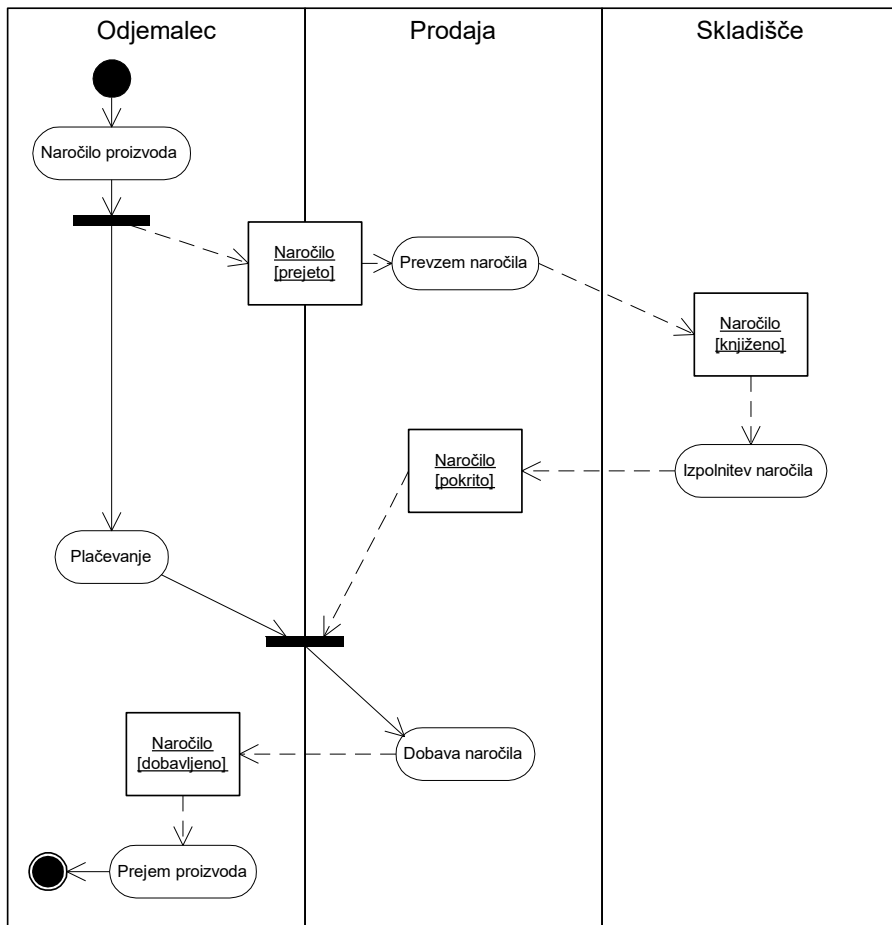 Odjemalec
Prodaja
Skladišče
Naročilo proizvoda
Naročilo
[prejeto]
Prevzem naročila
Naročilo
[knjiženo]
Naročilo
[pokrito]
Izpolnitev naročila
Plačevanje
Naročilo
[dobavljeno]
Dobava naročila
Prejem proizvoda